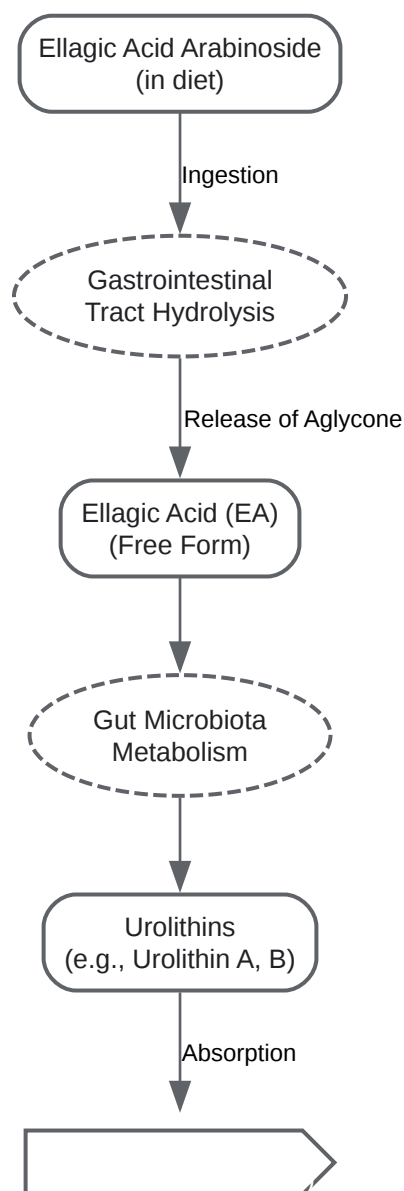 Ellagic Acid Arabinoside
(in diet)
Ingestion
Gastrointestinal
Tract Hydrolysis
Release of Aglycone
Ellagic Acid (EA)
(Free Form)
Gut Microbiota
Metabolism
Urolithins
(e.g., Urolithin A, B)
Absorption